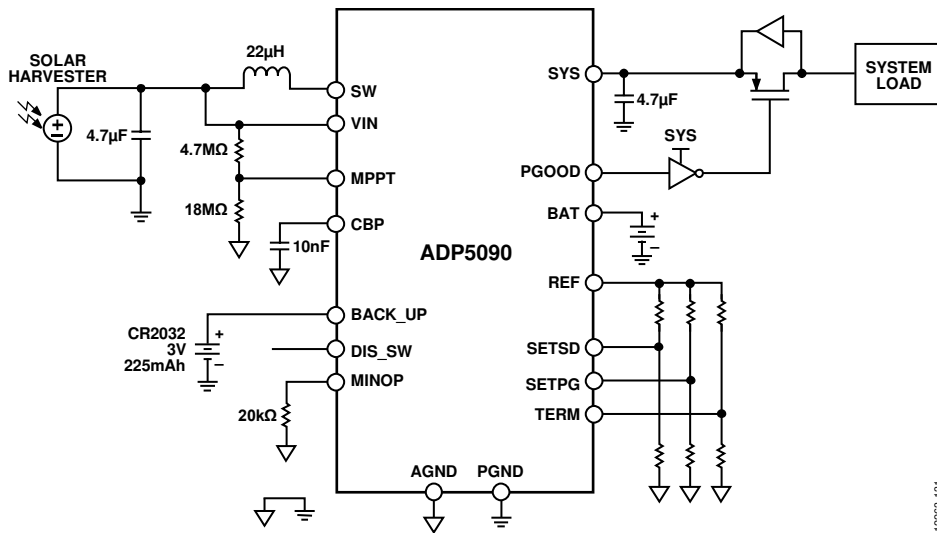 SOLAR
HARVESTER
22µH
4.7µF
4.7MΩ
18MΩ
10nF
CR2032
3V
225mAh
20kΩ
SW
VIN
MPPT
CBP
BACK_UP
DIS_SW
MINOP
ADP5090
AGND
PGND
SYS
PGOOD
BAT
REF
SETSD
SETPG
TERM
4.7µF
SYS
SYSTEM
LOAD
+
–
+
–